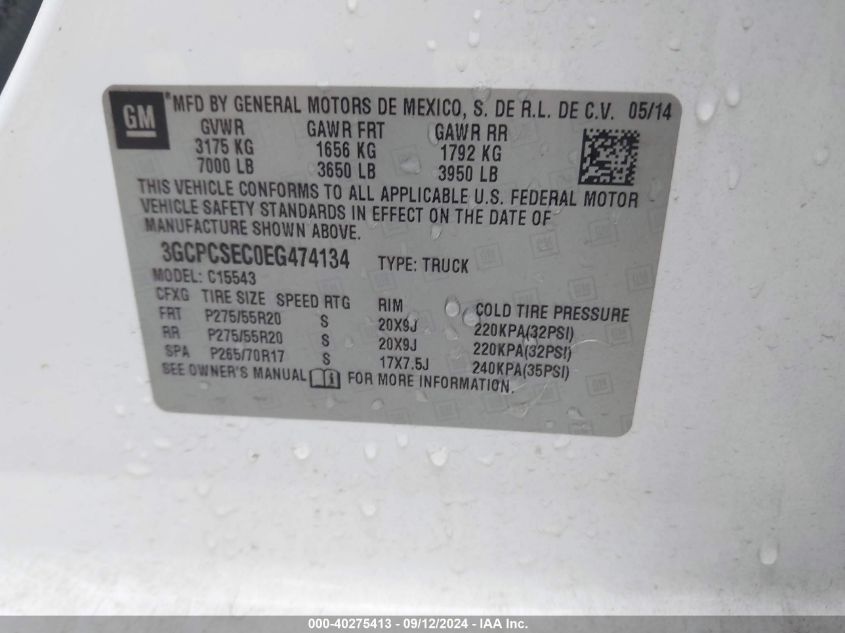 GM
*MFD BY GENERAL MOTORS DE MEXICO, S. DE R.L. DE C.V. 05/14
GVWR GAWR FRT GAWR RR
3175 KG 1656 KG 1792 KG
7000 LB 3650 LB 3950 LB
THIS VEHICLE CONFORMS TO ALL APPLICABLE U.S. FEDERAL MOTOR
VEHICLE SAFETY STANDARDS IN EFFECT ON THE DATE OF
MANUFACTURE SHOWN ABOVE.
3GCPCSEC0EG474134 TYPE: TRUCK
MODEL: C15543
CFXG TIRE SIZE SPEED RTG RIM COLD TIRE PRESSURE
FRT P275/55R20 S 20X9J 220KPA(32PSI)
RR P275/55R20 S 20X9J 220KPA(32PSI)
SPA P265/70R17 S 17X7.5J 240KPA(35PSI)
SEE OWNER'S MANUAL FOR MORE INFORMATION.
000-40275413 - 09/12/2024 - IAA Inc.